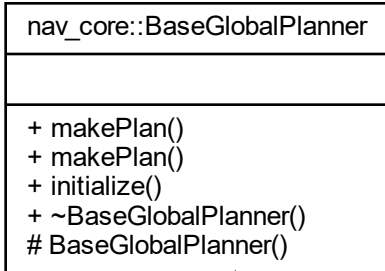 nav_core::BaseGlobalPlanner
+ makePlan()
+ makePlan()
+ initialize()
+ ~BaseGlobalPlanner()
# BaseGlobalPlanner()